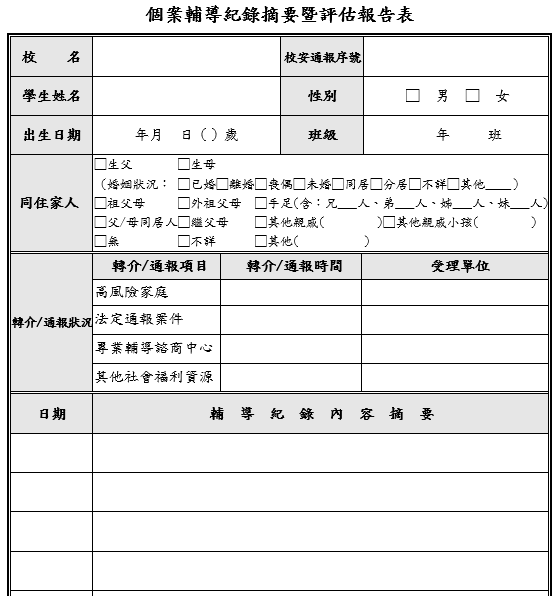 個案輔導紀錄摘要暨評估報告表
校　　名　　校安通報序號
學生姓名　　性別　　□　男　□　女
出生日期　　年月　日（ ）歲　　班級　　年　　班
同住家人
□生父　　□生母
（婚姻狀況：□已婚□離婚□喪偶□未婚□同居□分居□不詳□其他____）
□祖父母　　□外祖父母　□手足(含：兄___人、弟___人、姊___人、妹___人)
□父/母同居人□繼父母　　□其他親戚(　　　　)□其他親戚小孩(　　　　)
□無　　□不詳　　□其他(　　　　　)
轉介/通報狀況
轉介/通報項目　　轉介/通報時間　　受理單位
高風險家庭
法定通報案件
專業輔導諮商中心
其他社會福利資源
日期　　輔　導　紀　錄　內　容　摘　要